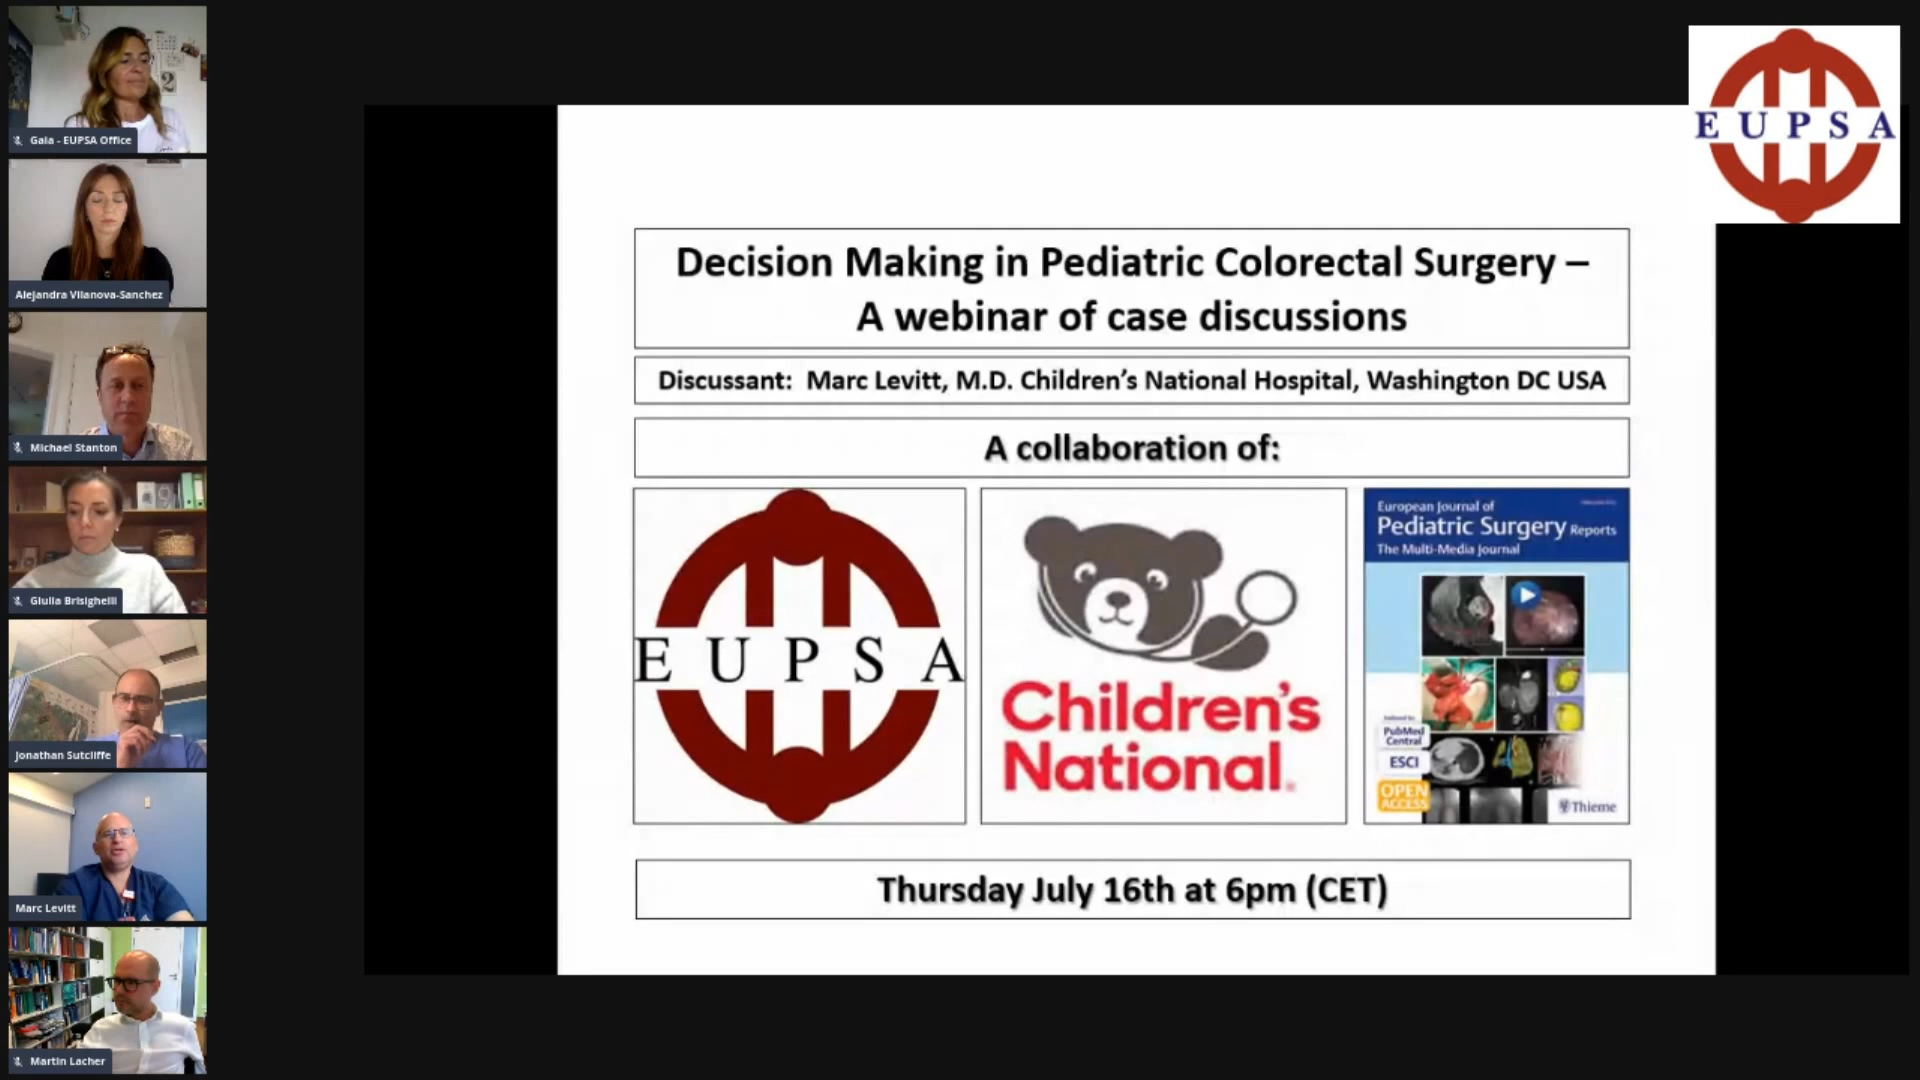 Gaia - EUPSA Office
Alejandra Vilanova-Sanchez
Michael Stanton
Giulia Brisighelli
Jonathan Sutcliffe
Marc Levitt
Martin Lacher
E U P S A
Decision Making in Pediatric Colorectal Surgery –
A webinar of case discussions
Discussant: Marc Levitt, M.D. Children's National Hospital, Washington DC USA
A collaboration of:
E U P S A
Children's
National
European Journal of
Pediatric Surgery Reports
The Multi-Media Journal
PubMed
Central
ESCI
OPEN
ACCESS
Thieme
Thursday July 16th at 6pm (CET)